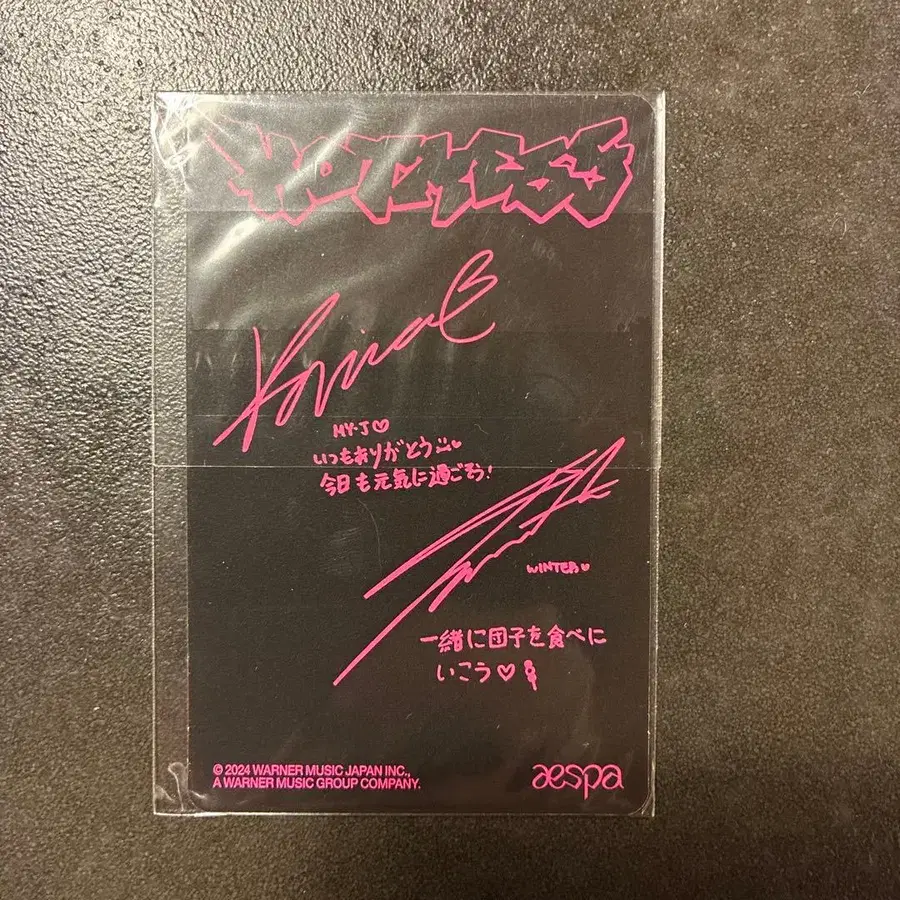 HOT MESS
Karina
MY-J♡
いつもありがとう
今日も元気に過ごそう!
WINTER♡
一緒に団子を食べに
いこう♡
© 2024 WARNER MUSIC JAPAN INC.,
A WARNER MUSIC GROUP COMPANY.
aespa